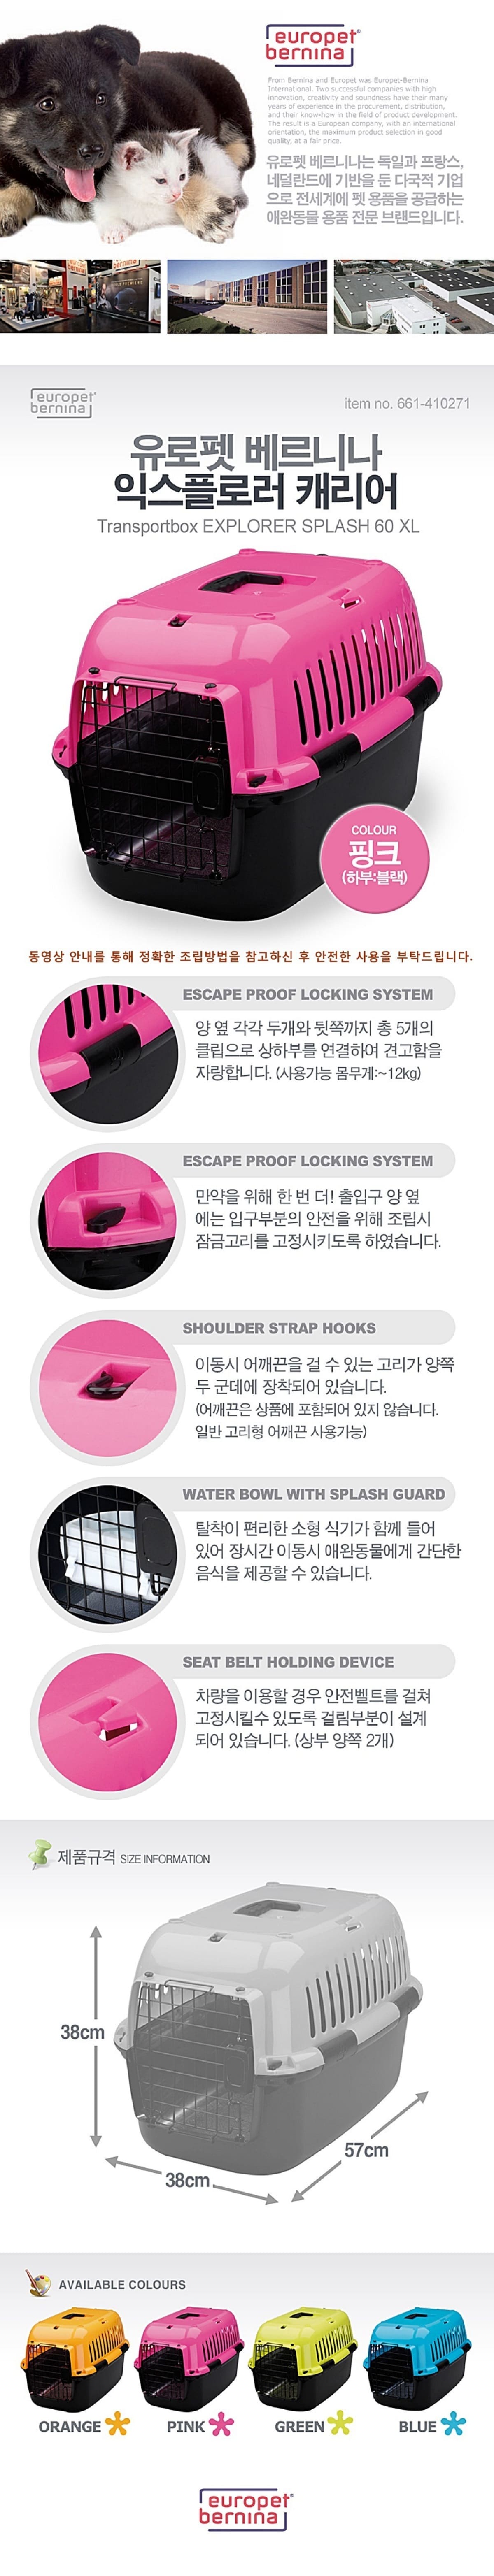 europet
bernina
From Bernina and Europet was Europet-Bernina
International. Two successful companies with high
innovation, creativity and soundness have their many
years of experience in the procurement, distribution,
and their know-how in the field of product development.
The result is a European company, with an international
orientation, the maximum product selection in good
quality, at a fair price.
유로펫 베르니나는 독일과 프랑스,
네덜란드에 기반을 둔 다국적 기업
으로 전세계에 펫 용품을 공급하는
애완동물 용품 전문 브랜드입니다.
europet
bernina
item no. 661-410271
유로펫 베르니나
익스플로러 캐리어
Transportbox EXPLORER SPLASH 60 XL
COLOUR
핑크
(하부:블랙)
동영상 안내를 통해 정확한 조립방법을 참고하신 후 안전한 사용을 부탁드립니다.
ESCAPE PROOF LOCKING SYSTEM
양 옆 각각 두개와 뒷쪽까지 총 5개의
클립으로 상하부를 연결하여 견고함을
자랑합니다. (사용가능 몸무게:~12kg)
ESCAPE PROOF LOCKING SYSTEM
만약을 위해 한 번 더! 출입구 양 옆
에는 입구부분의 안전을 위해 조립시
잠금고리를 고정시키도록 하였습니다.
SHOULDER STRAP HOOKS
이동시 어깨끈을 걸 수 있는 고리가 양쪽
두 군데에 장착되어 있습니다.
(어깨끈은 상품에 포함되어 있지 않습니다.
일반 고리형 어깨끈 사용가능)
WATER BOWL WITH SPLASH GUARD
탈착이 편리한 소형 식기가 함께 들어
있어 장시간 이동시 애완동물에게 간단한
음식을 제공할 수 있습니다.
SEAT BELT HOLDING DEVICE
차량을 이용할 경우 안전벨트를 걸쳐
고정시킬수 있도록 걸림부분이 설계
되어 있습니다. (상부 양쪽 2개)
제품규격 SIZE INFORMATION
38cm
57cm
38cm
AVAILABLE COLOURS
ORANGE
PINK
GREEN
BLUE
europet
bernina